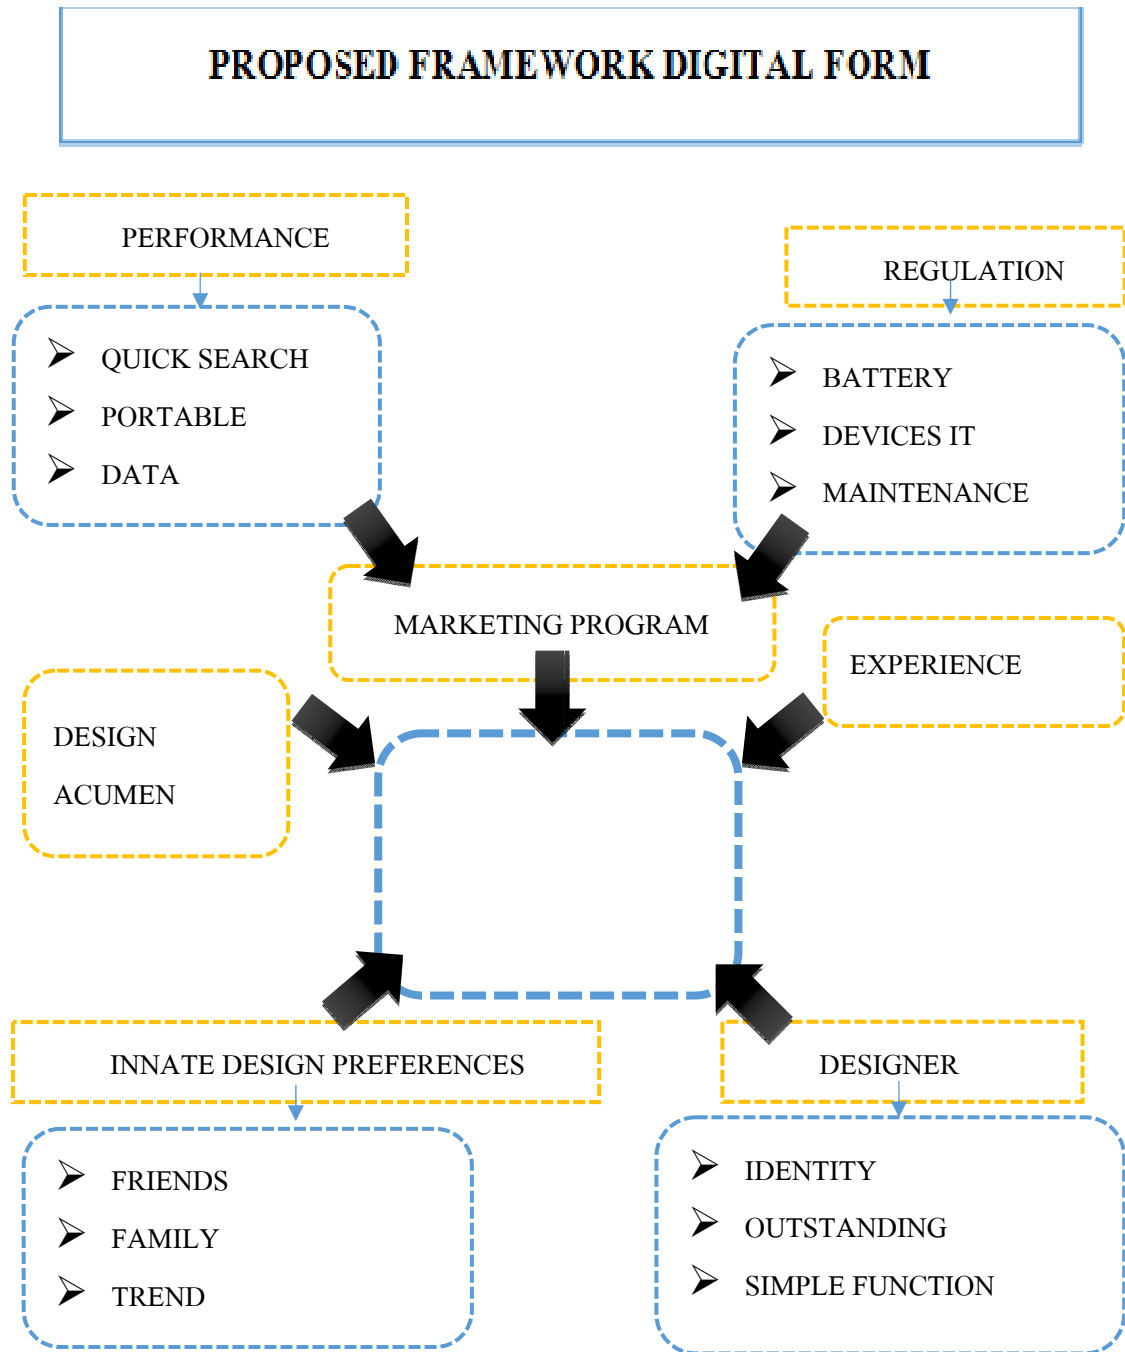 PROPOSED FRAMEWORK DIGITAL FORM
PERFORMANCE
QUICK SEARCH
PORTABLE
DATA
REGULATION
BATTERY
DEVICES IT
MAINTENANCE
MARKETING PROGRAM
EXPERIENCE
DESIGN
ACUMEN
INNATE DESIGN PREFERENCES
FRIENDS
FAMILY
TREND
DESIGNER
IDENTITY
OUTSTANDING
SIMPLE FUNCTION